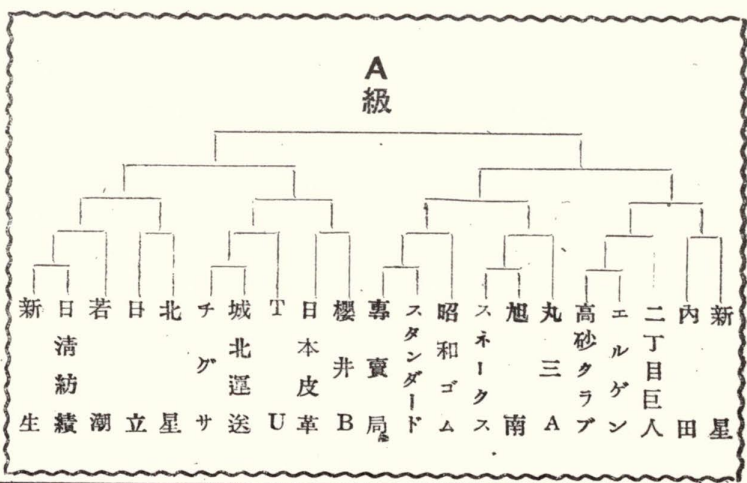 A級
新星
内田
二丁目巨人
エルゲン
高砂クラブ
丸三A
旭南
スネークス
昭和ゴム
スタンダード
專賣局
櫻井B
日本皮革
TU
城北運送
チグサ
北星
日立
若潮
日清紡績
新生